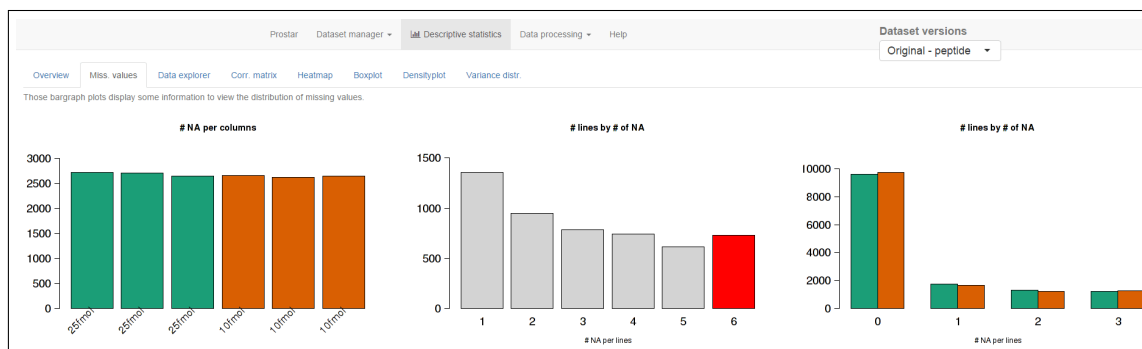 Prostar Dataset manager Descriptive statistics Data processing Help
Dataset versions
Original - peptide
Overview Miss. values Data explorer Corr. matrix Heatmap Boxplot Densityplot Variance distr.
Those bargraph plots display some information to view the distribution of missing values.
# NA per columns
3000
2500
2000
1500
1000
500
0
25fmol 25fmol 25fmol 10fmol 10fmol 10fmol
# lines by # of NA
1500
1000
500
0
1 2 3 4 5 6
# NA per lines
# lines by # of NA
10000
8000
6000
4000
2000
0
0 1 2 3
# NA per lines